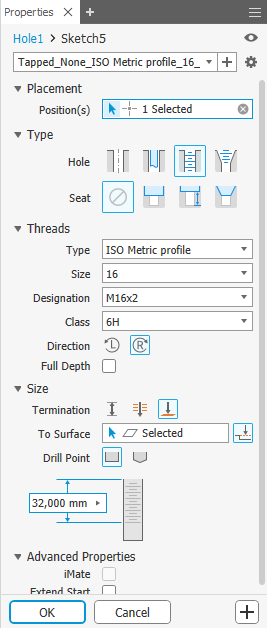 Properties × +
Hole1 > Sketch5
Tapped_None_ISO Metric profile_16_
Placement
Position(s) 1 Selected
Type
Hole
Seat
Threads
Type ISO Metric profile
Size 16
Designation M16x2
Class 6H
Direction L R
Full Depth
Size
Termination
To Surface Selected
Drill Point
32,000 mm
Advanced Properties
iMate
Extend Start
OK Cancel